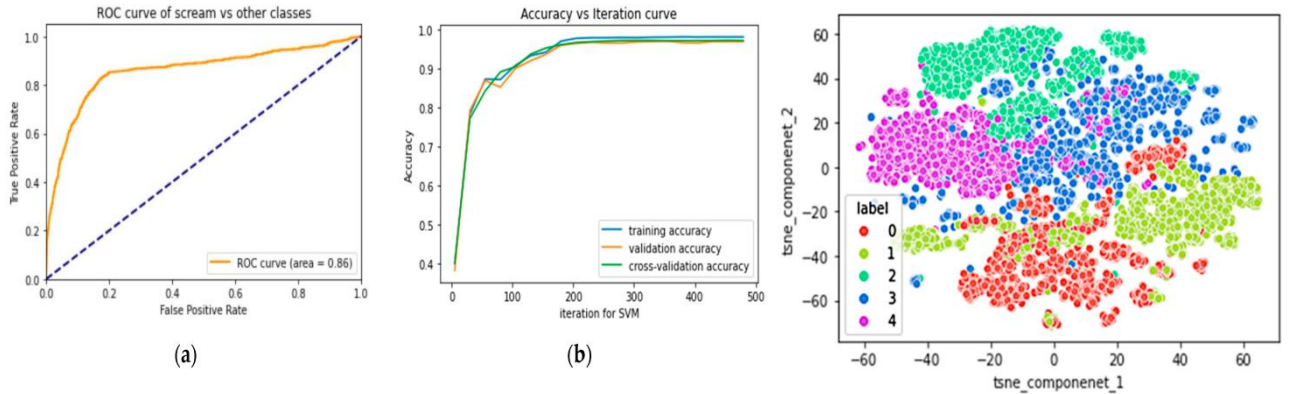 ROC curve of scream vs other classes
True Positive Rate
1.0
0.8
0.6
0.4
0.2
0.0
ROC curve (area = 0.86)
0.0 0.2 0.4 0.6 0.8 1.0
False Positive Rate
(a)
Accuracy vs Iteration curve
Accuracy
1.0
0.9
0.8
0.7
0.6
0.5
0.4
training accuracy
validation accuracy
cross-validation accuracy
0 100 200 300 400 500
iteration for SVM
(b)
tsne_componenet_2
60
40
20
0
−20
−40
−60
label
0
1
2
3
4
−60 −40 −20 0 20 40 60
tsne_componenet_1